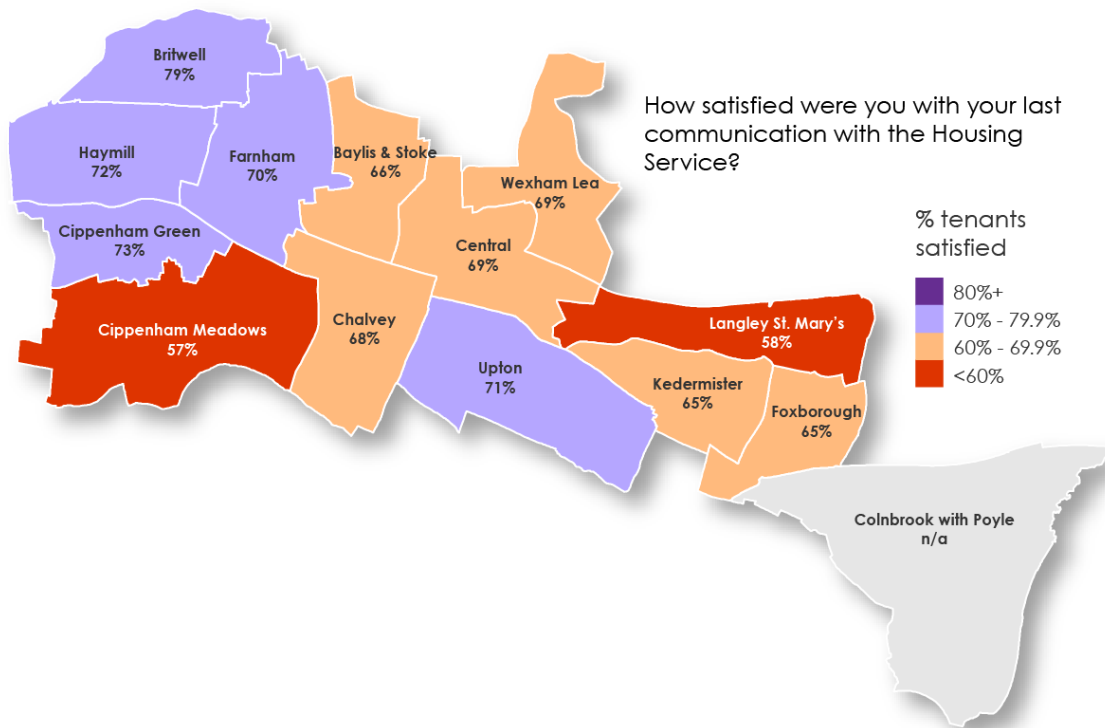 Britwell
79%
Haymill
72%
Farnham
70%
Baylis & Stoke
66%
Wexham Lea
69%
Cippenham Green
73%
Central
69%
Cippenham Meadows
57%
Chalvey
68%
Upton
71%
Langley St. Mary's
58%
Kedermister
65%
Foxborough
65%
Colnbrook with Poyle
n/a
How satisfied were you with your last
communication with the Housing
Service?
% tenants
satisfied
80%+
70% - 79.9%
60% - 69.9%
<60%